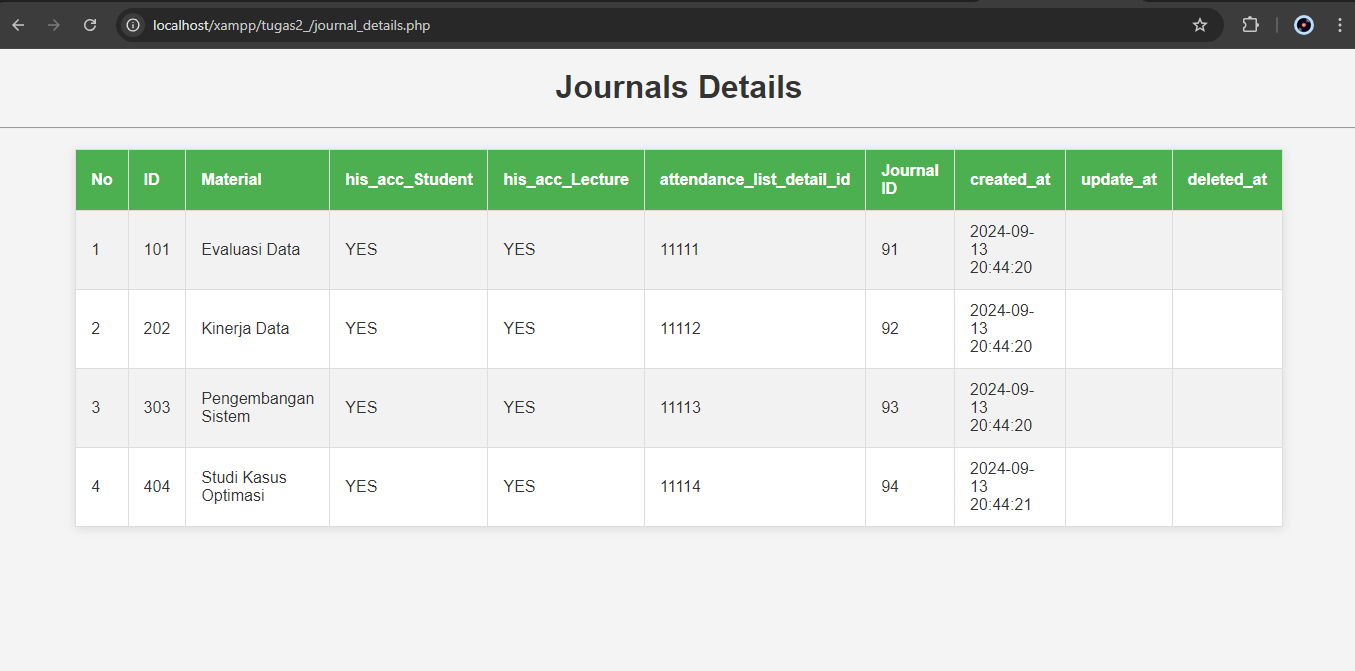 localhost/xampp/tugas2_/journal_details.php
Journals Details
No ID Material his_acc_Student his_acc_Lecture attendance_list_detail_id Journal ID created_at update_at deleted_at
1 101 Evaluasi Data YES YES 11111 91 2024-09-13 20:44:20
2 202 Kinerja Data YES YES 11112 92 2024-09-13 20:44:20
3 303 Pengembangan Sistem YES YES 11113 93 2024-09-13 20:44:20
4 404 Studi Kasus Optimasi YES YES 11114 94 2024-09-13 20:44:21